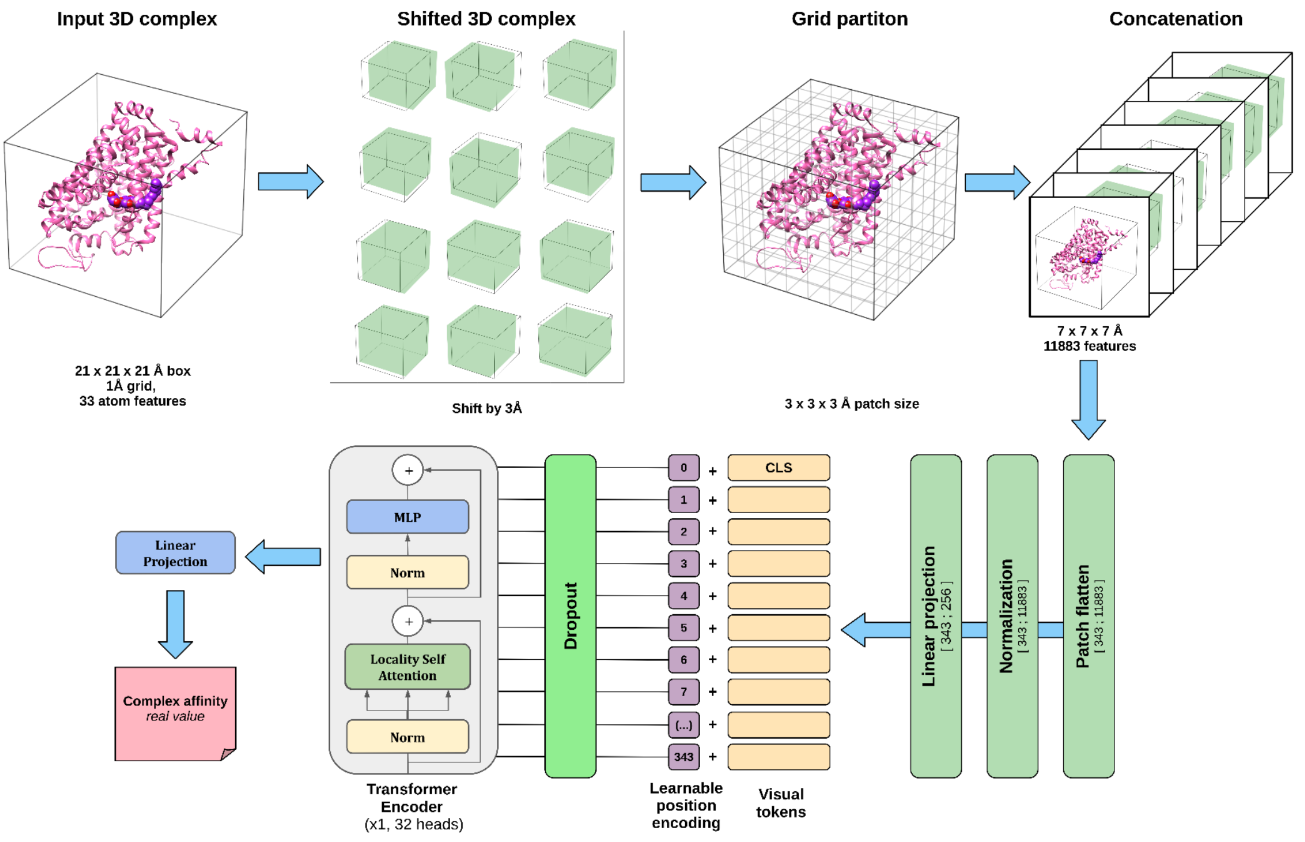 Input 3D complex
Shifted 3D complex
Grid partiton
Concatenation
21 x 21 x 21 Å box
1Å grid,
33 atom features
Shift by 3Å
3 x 3 x 3 Å patch size
7 x 7 x 7 Å
11883 features
Linear
Projection
Complex affinity
real value
+
MLP
Norm
+
Locality Self
Attention
Norm
Transformer
Encoder
(x1, 32 heads)
Dropout
0 + CLS
1 +
2 +
3 +
4 +
5 +
6 +
7 +
(...) +
343 +
Learnable
position
encoding
Visual
tokens
Linear projection
[ 343 ; 256 ]
Normalization
[ 343 ; 11883 ]
Patch flatten
[ 343 ; 11883 ]